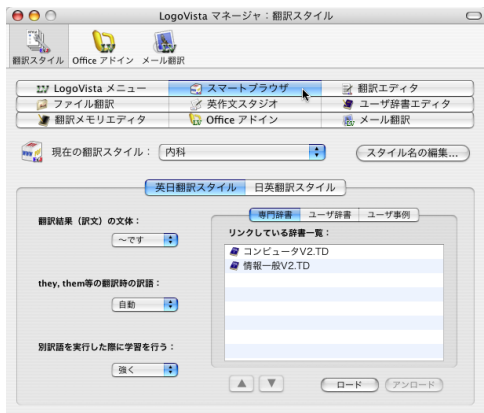 LogoVista マネージャ：翻訳スタイル
翻訳スタイル Office アドイン メール翻訳
LogoVista メニュー スマートブラウザ 翻訳エディタ
ファイル翻訳 英作文スタジオ ユーザ辞書エディタ
翻訳メモリエディタ Office アドイン メール翻訳
現在の翻訳スタイル： 内科 スタイル名の編集...
英日翻訳スタイル 日英翻訳スタイル
翻訳結果（訳文）の文体：
～です
they, them等の翻訳時の訳語：
自動
別訳語を実行した際に学習を行う：
強く
専門辞書 ユーザ辞書 ユーザ事例
リンクしている辞書一覧：
コンピュータV2.TD
情報一般V2.TD
ロード アンロード